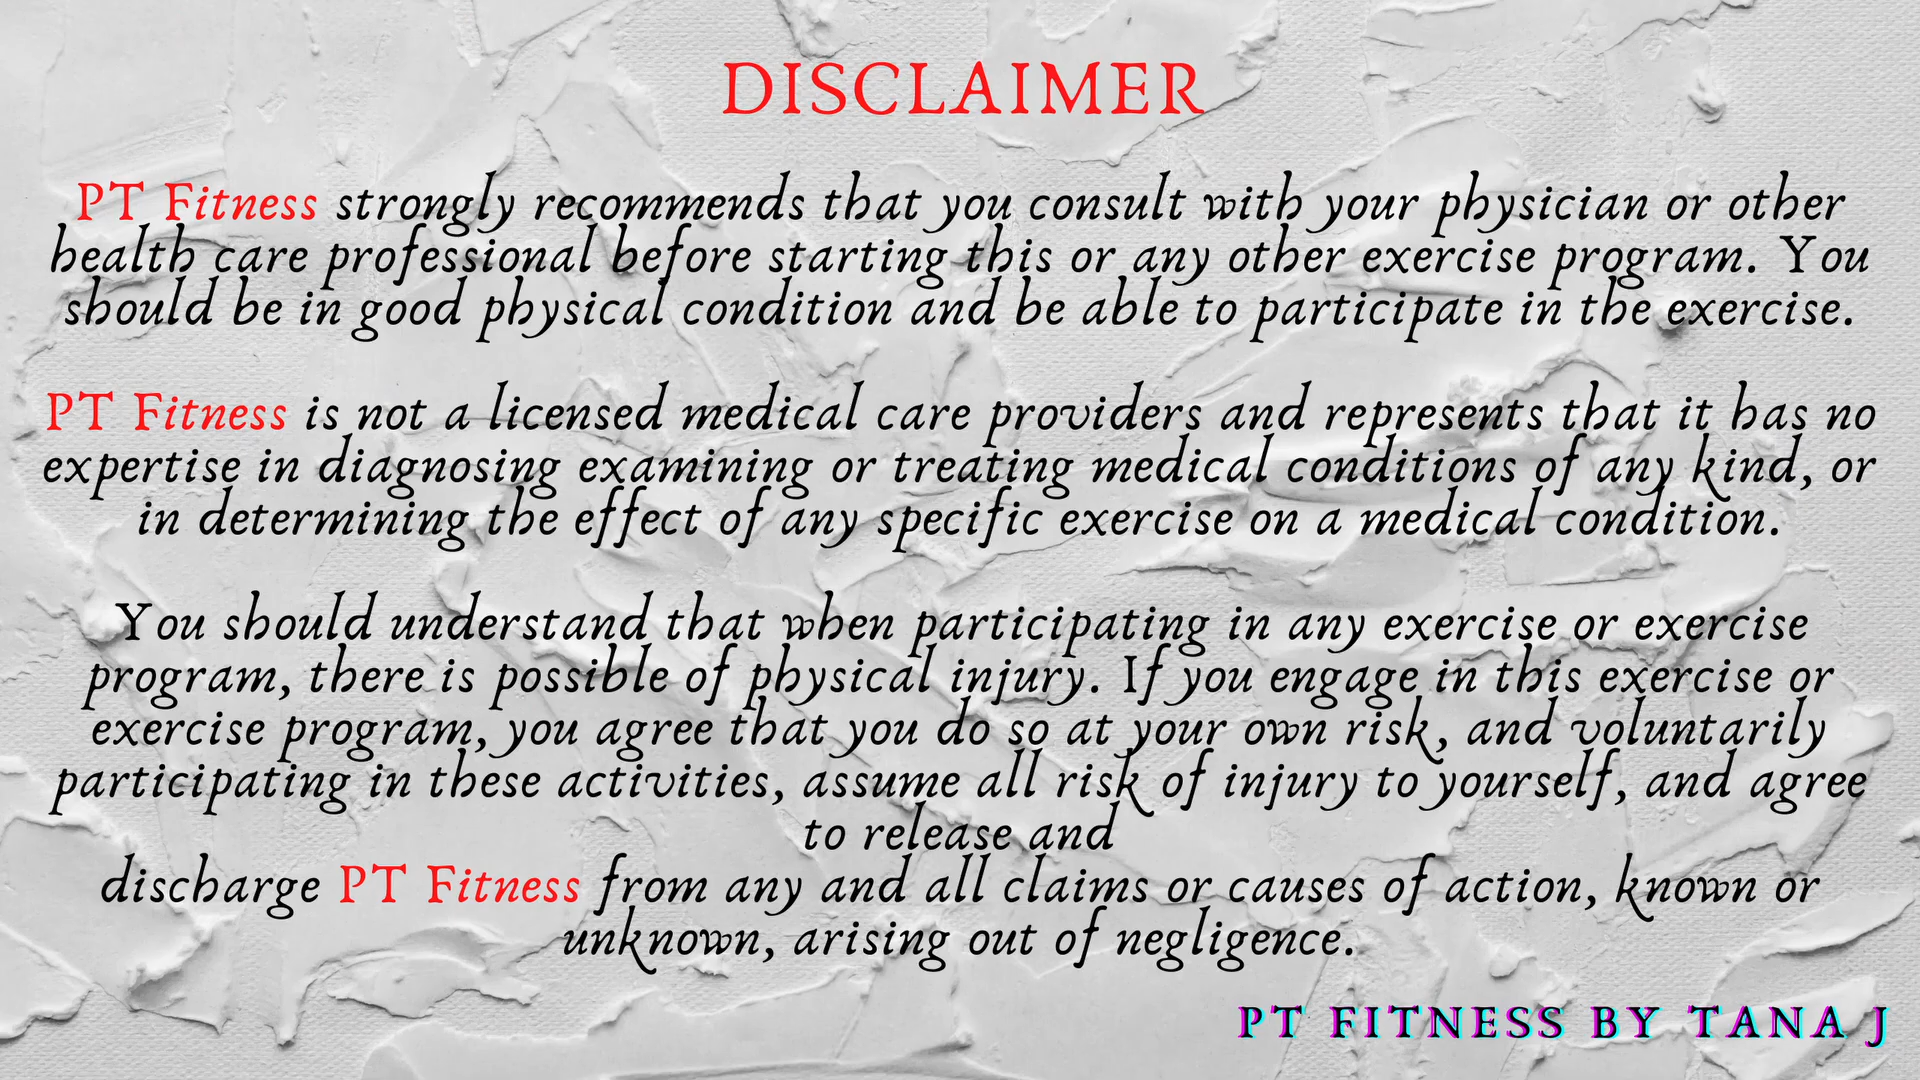 DISCLAIMER
PT Fitness strongly recommends that you consult with your physician or other
health care professional before starting this or any other exercise program. You
should be in good physical condition and be able to participate in the exercise.
PT Fitness is not a licensed medical care providers and represents that it has no
expertise in diagnosing examining or treating medical conditions of any kind, or
in determining the effect of any specific exercise on a medical condition.
You should understand that when participating in any exercise or exercise
program, there is possible of physical injury. If you engage in this exercise or
exercise program, you agree that you do so at your own risk, and voluntarily
participating in these activities, assume all risk of injury to yourself, and agree
to release and
discharge PT Fitness from any and all claims or causes of action, known or
unknown, arising out of negligence.
PT FITNESS BY TANA J